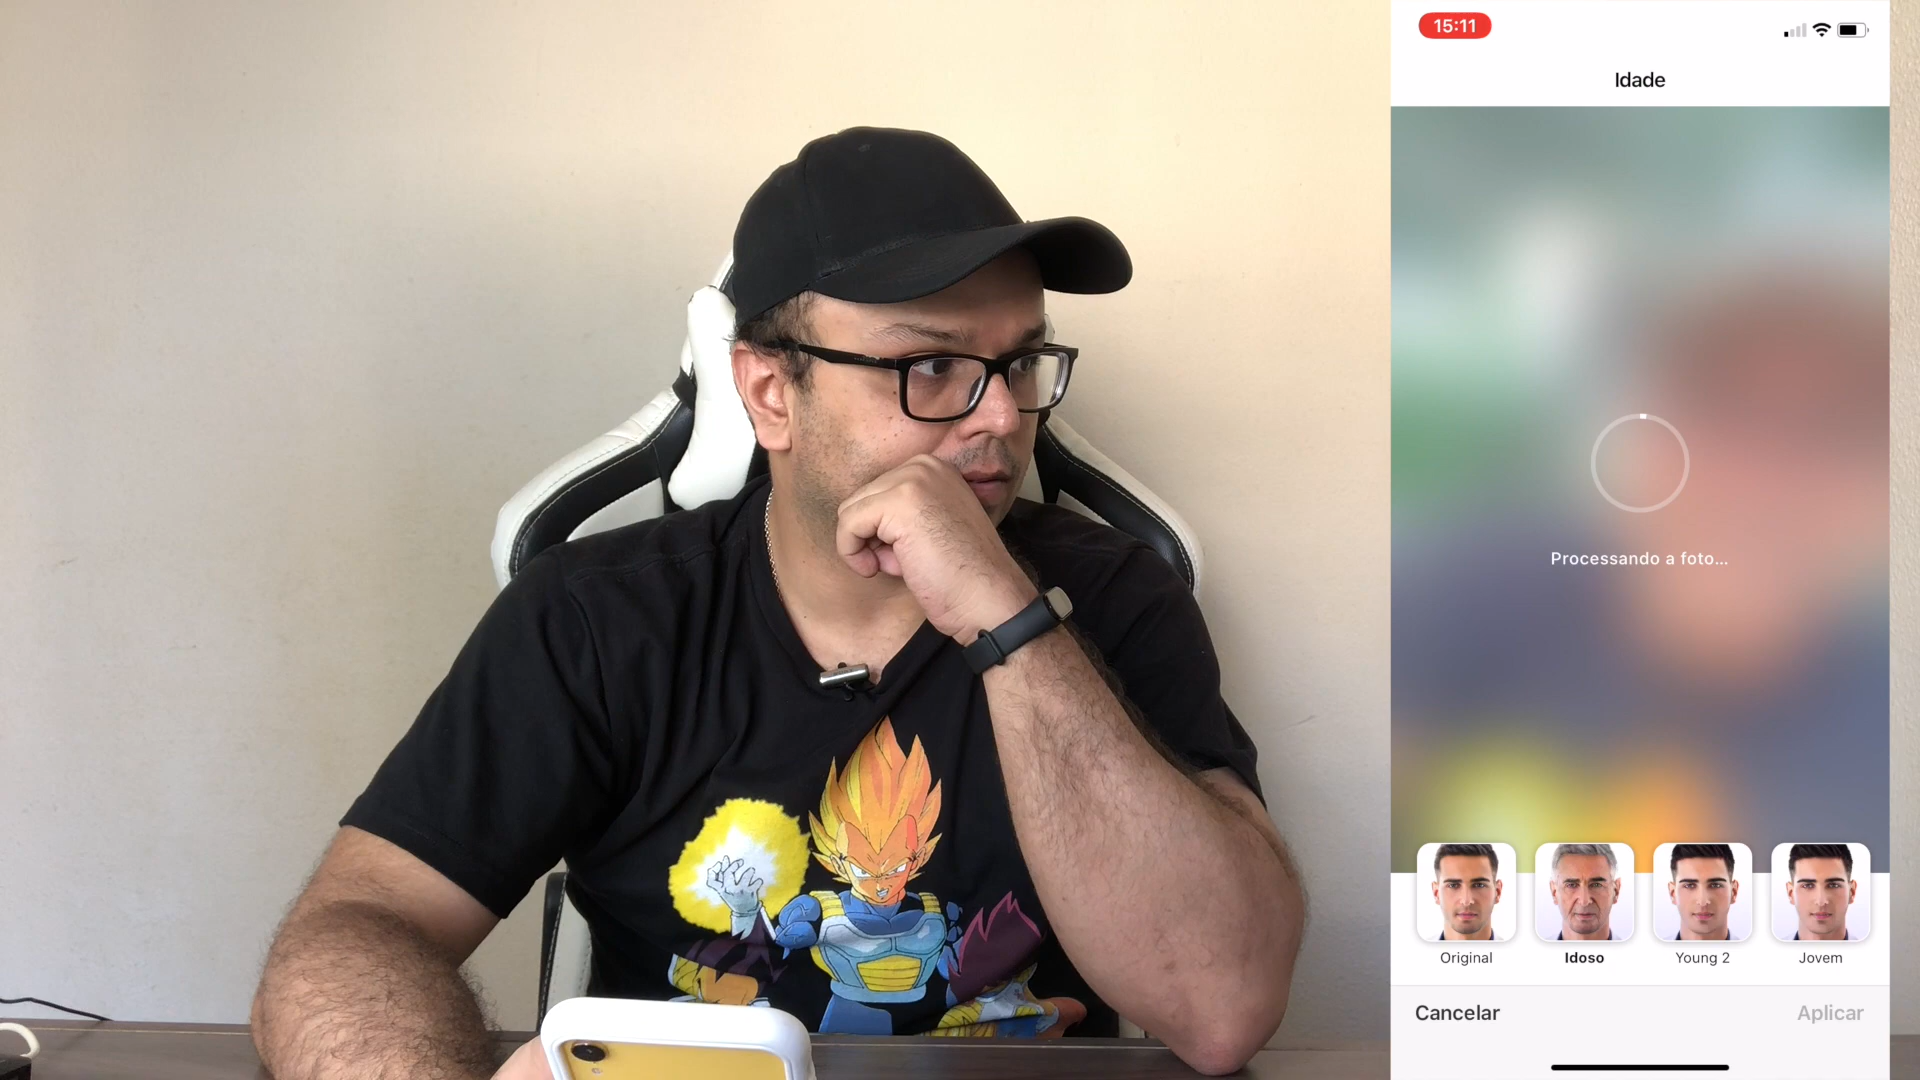 15:11
Idade
Processando a foto...
Original
Idoso
Young 2
Jovem
Cancelar
Aplicar